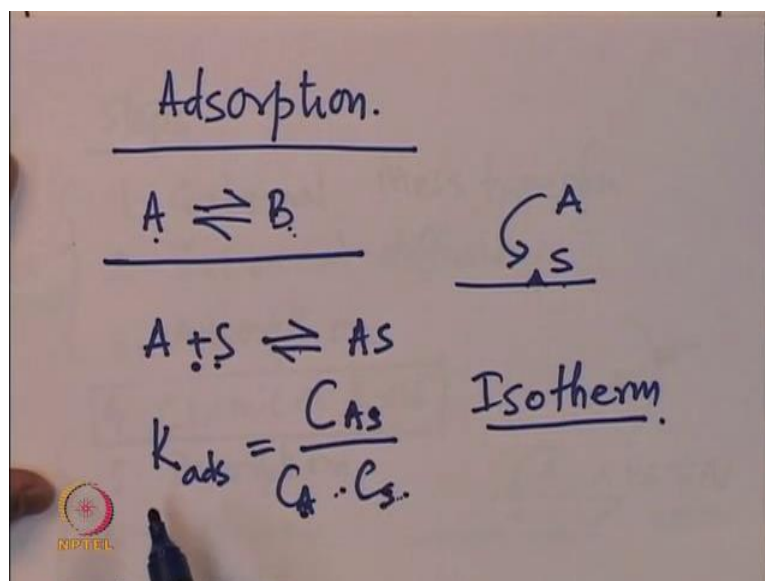 Adsorption.
A ⇌ B
A
S
A + S ⇌ AS
Isotherm.
K_ads = C_AS / C_A . C_S
NPTEL